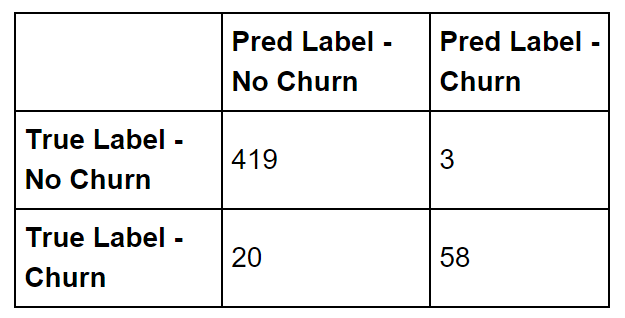 Pred Label -
No Churn
Pred Label -
Churn
True Label -
No Churn
419
3
True Label -
Churn
20
58